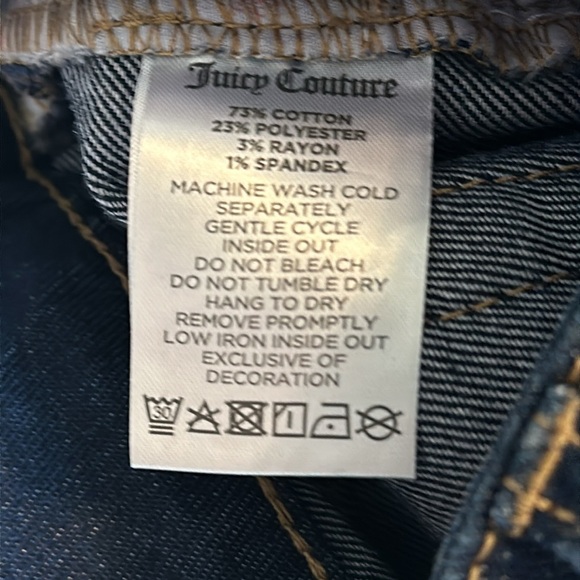 Juicy Couture
73% COTTON
23% POLYESTER
3% RAYON
1% SPANDEX
MACHINE WASH COLD
SEPARATELY
GENTLE CYCLE
INSIDE OUT
DO NOT BLEACH
DO NOT TUMBLE DRY
HANG TO DRY
REMOVE PROMPTLY
LOW IRON INSIDE OUT
EXCLUSIVE OF
DECORATION
30